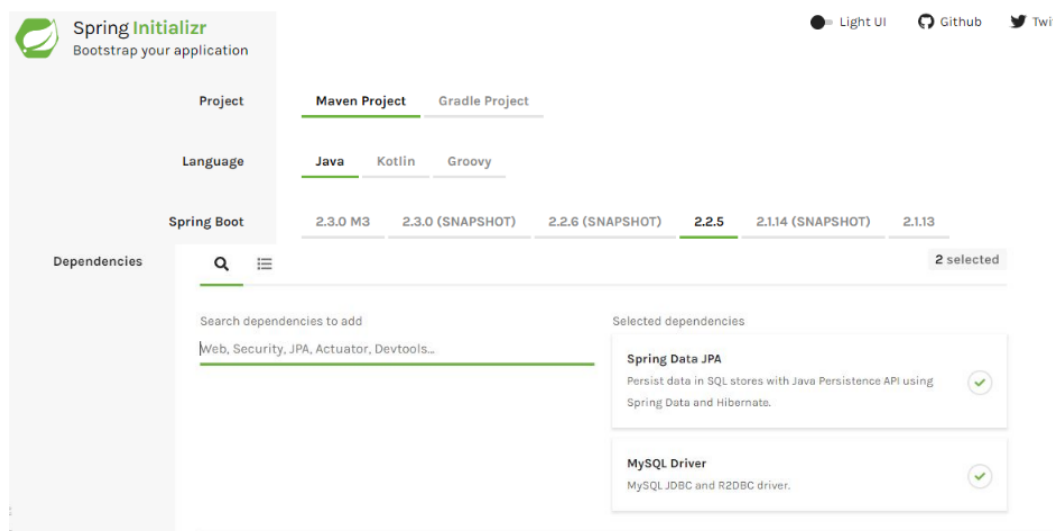 Spring Initializr
Bootstrap your application
Light UI
Github
Twi
Project
Maven Project Gradle Project
Language
Java Kotlin Groovy
Spring Boot
2.3.0 M3 2.3.0 (SNAPSHOT) 2.2.6 (SNAPSHOT) 2.2.5 2.1.14 (SNAPSHOT) 2.1.13
Dependencies
2 selected
Search dependencies to add
Web, Security, JPA, Actuator, Devtools...
Selected dependencies
Spring Data JPA
Persist data in SQL stores with Java Persistence API using
Spring Data and Hibernate.
MySQL Driver
MySQL JDBC and R2DBC driver.